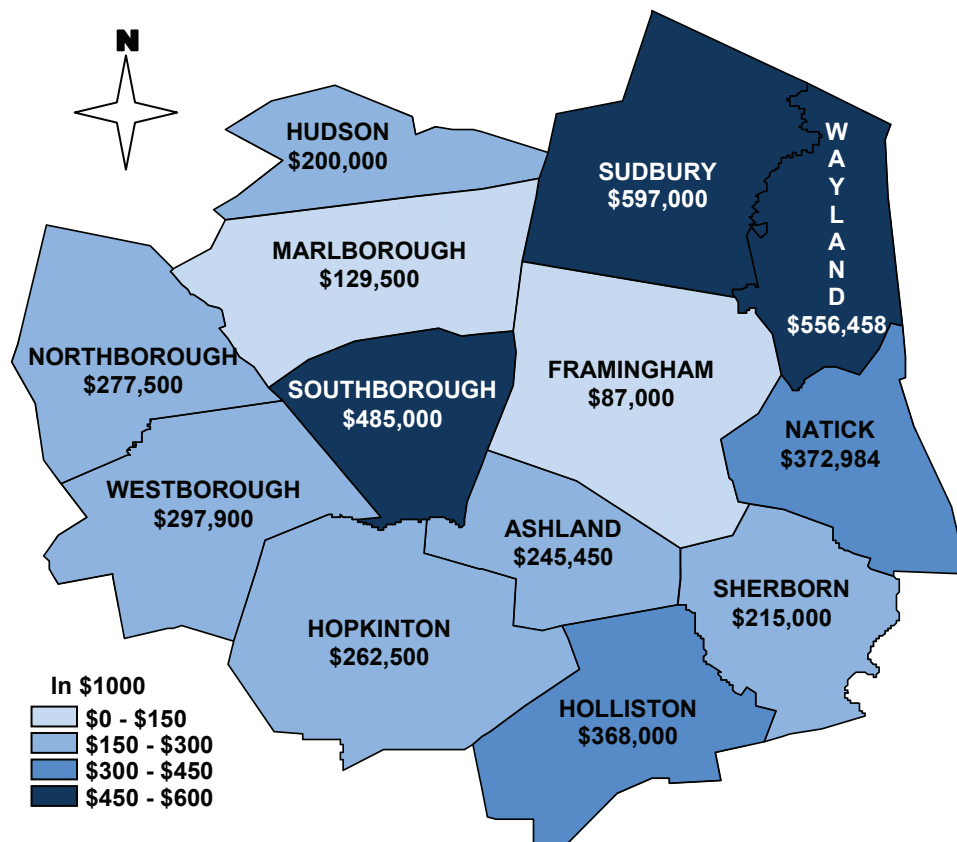 N
HUDSON
$200,000
SUDBURY
$597,000
WAYLAND
$556,458
MARLBOROUGH
$129,500
NORTHBOROUGH
$277,500
SOUTHBOROUGH
$485,000
FRAMINGHAM
$87,000
NATICK
$372,984
WESTBOROUGH
$297,900
ASHLAND
$245,450
SHERBORN
$215,000
HOPKINTON
$262,500
HOLLISTON
$368,000
In $1000
$0 - $150
$150 - $300
$300 - $450
$450 - $600